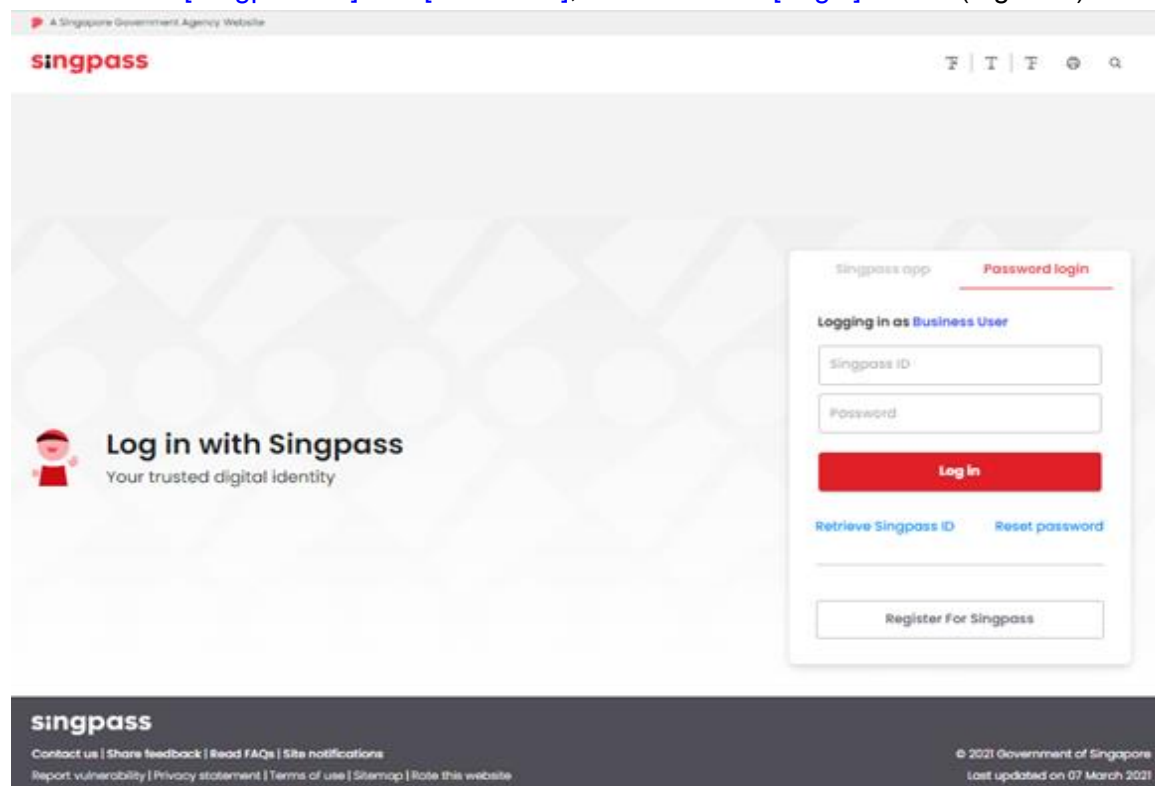 A Singapore Government Agency Website
singpass
T | T | T
Singpass app Password login
Logging in as Business User
Singpass ID
Password
Log in with Singpass
Your trusted digital identity
Log in
Retrieve Singpass ID Reset password
Register For Singpass
singpass
Contact us | Share feedback | Read FAQs | Site notifications
Report vulnerability | Privacy statement | Terms of use | Sitemap | Rate this website
© 2021 Government of Singapore
Last updated on 07 March 2021